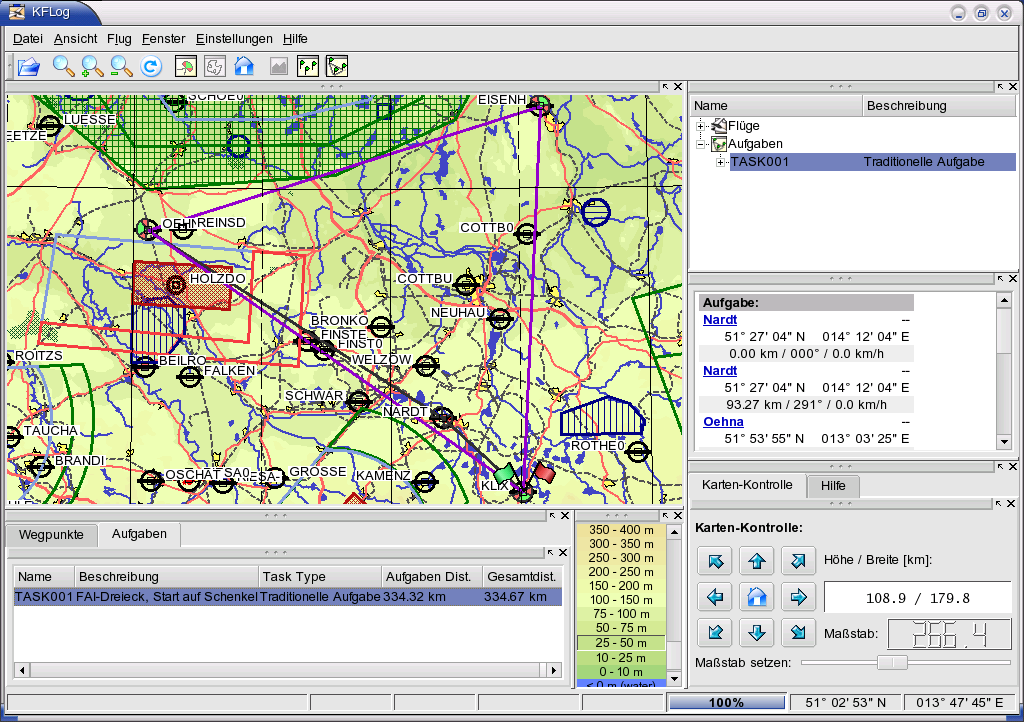 KFLog
Datei Ansicht Flug Fenster Einstellungen Hilfe
SCHOE0
EISENH
LUESSE
EETZE
OEHN REINSD
COTTB0
HOLZDO
COTTBU
NEUHAU
BRONKO
FINSTE
FINST0
ROITZS
BEILRO
WELZOW
FALKEN
SCHWAR
NARDT
TAUCHA
ROTHE0
BRANDI
OSCHAT SA0 RIESA-
GROSSE
KAMENZ
KLIX
Name Beschreibung
Flüge
Aufgaben
TASK001 Traditionelle Aufgabe
Aufgabe:
Nardt --
51° 27' 04" N 014° 12' 04" E
0.00 km / 000° / 0.0 km/h
Nardt --
51° 27' 04" N 014° 12' 04" E
93.27 km / 291° / 0.0 km/h
Oehna --
51° 53' 55" N 013° 03' 25" E
Karten-Kontrolle Hilfe
Karten-Kontrolle:
Höhe / Breite [km]:
108.9 / 179.8
Maßstab: 266.4
Maßstab setzen:
Wegpunkte Aufgaben
Name Beschreibung Task Type Aufgaben Dist. Gesamtdist.
TASK001 FAI-Dreieck, Start auf Schenkel Traditionelle Aufgabe 334.32 km 334.67 km
350 - 400 m
300 - 350 m
250 - 300 m
200 - 250 m
150 - 200 m
100 - 150 m
75 - 100 m
50 - 75 m
25 - 50 m
10 - 25 m
0 - 10 m
< 0 m (water)
100% 51° 02' 53" N 013° 47' 45" E